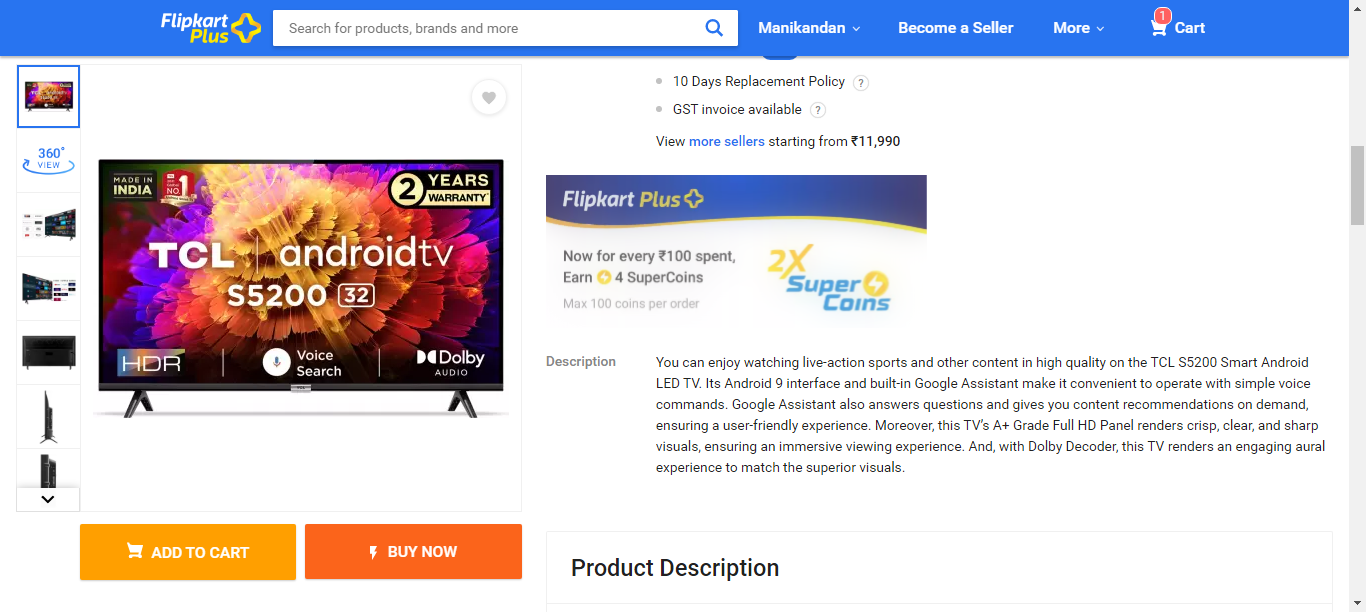 Flipkart
Plus
Search for products, brands and more
Manikandan
Become a Seller
More
1
Cart
10 Days Replacement Policy ?
GST invoice available ?
View more sellers starting from ₹11,990
360°
VIEW
MADE IN
INDIA
NO.1
2 YEARS
WARRANTY*
TCL androidtv
S5200 32
HDR
Voice
Search
Dolby
AUDIO
TCL
Flipkart Plus
Now for every ₹100 spent,
Earn 4 SuperCoins
Max 100 coins per order
2X
Super
Coins
Description
You can enjoy watching live-action sports and other content in high quality on the TCL S5200 Smart Android
LED TV. Its Android 9 interface and built-in Google Assistant make it convenient to operate with simple voice
commands. Google Assistant also answers questions and gives you content recommendations on demand,
ensuring a user-friendly experience. Moreover, this TV’s A+ Grade Full HD Panel renders crisp, clear, and sharp
visuals, ensuring an immersive viewing experience. And, with Dolby Decoder, this TV renders an engaging aural
experience to match the superior visuals.
ADD TO CART
BUY NOW
Product Description